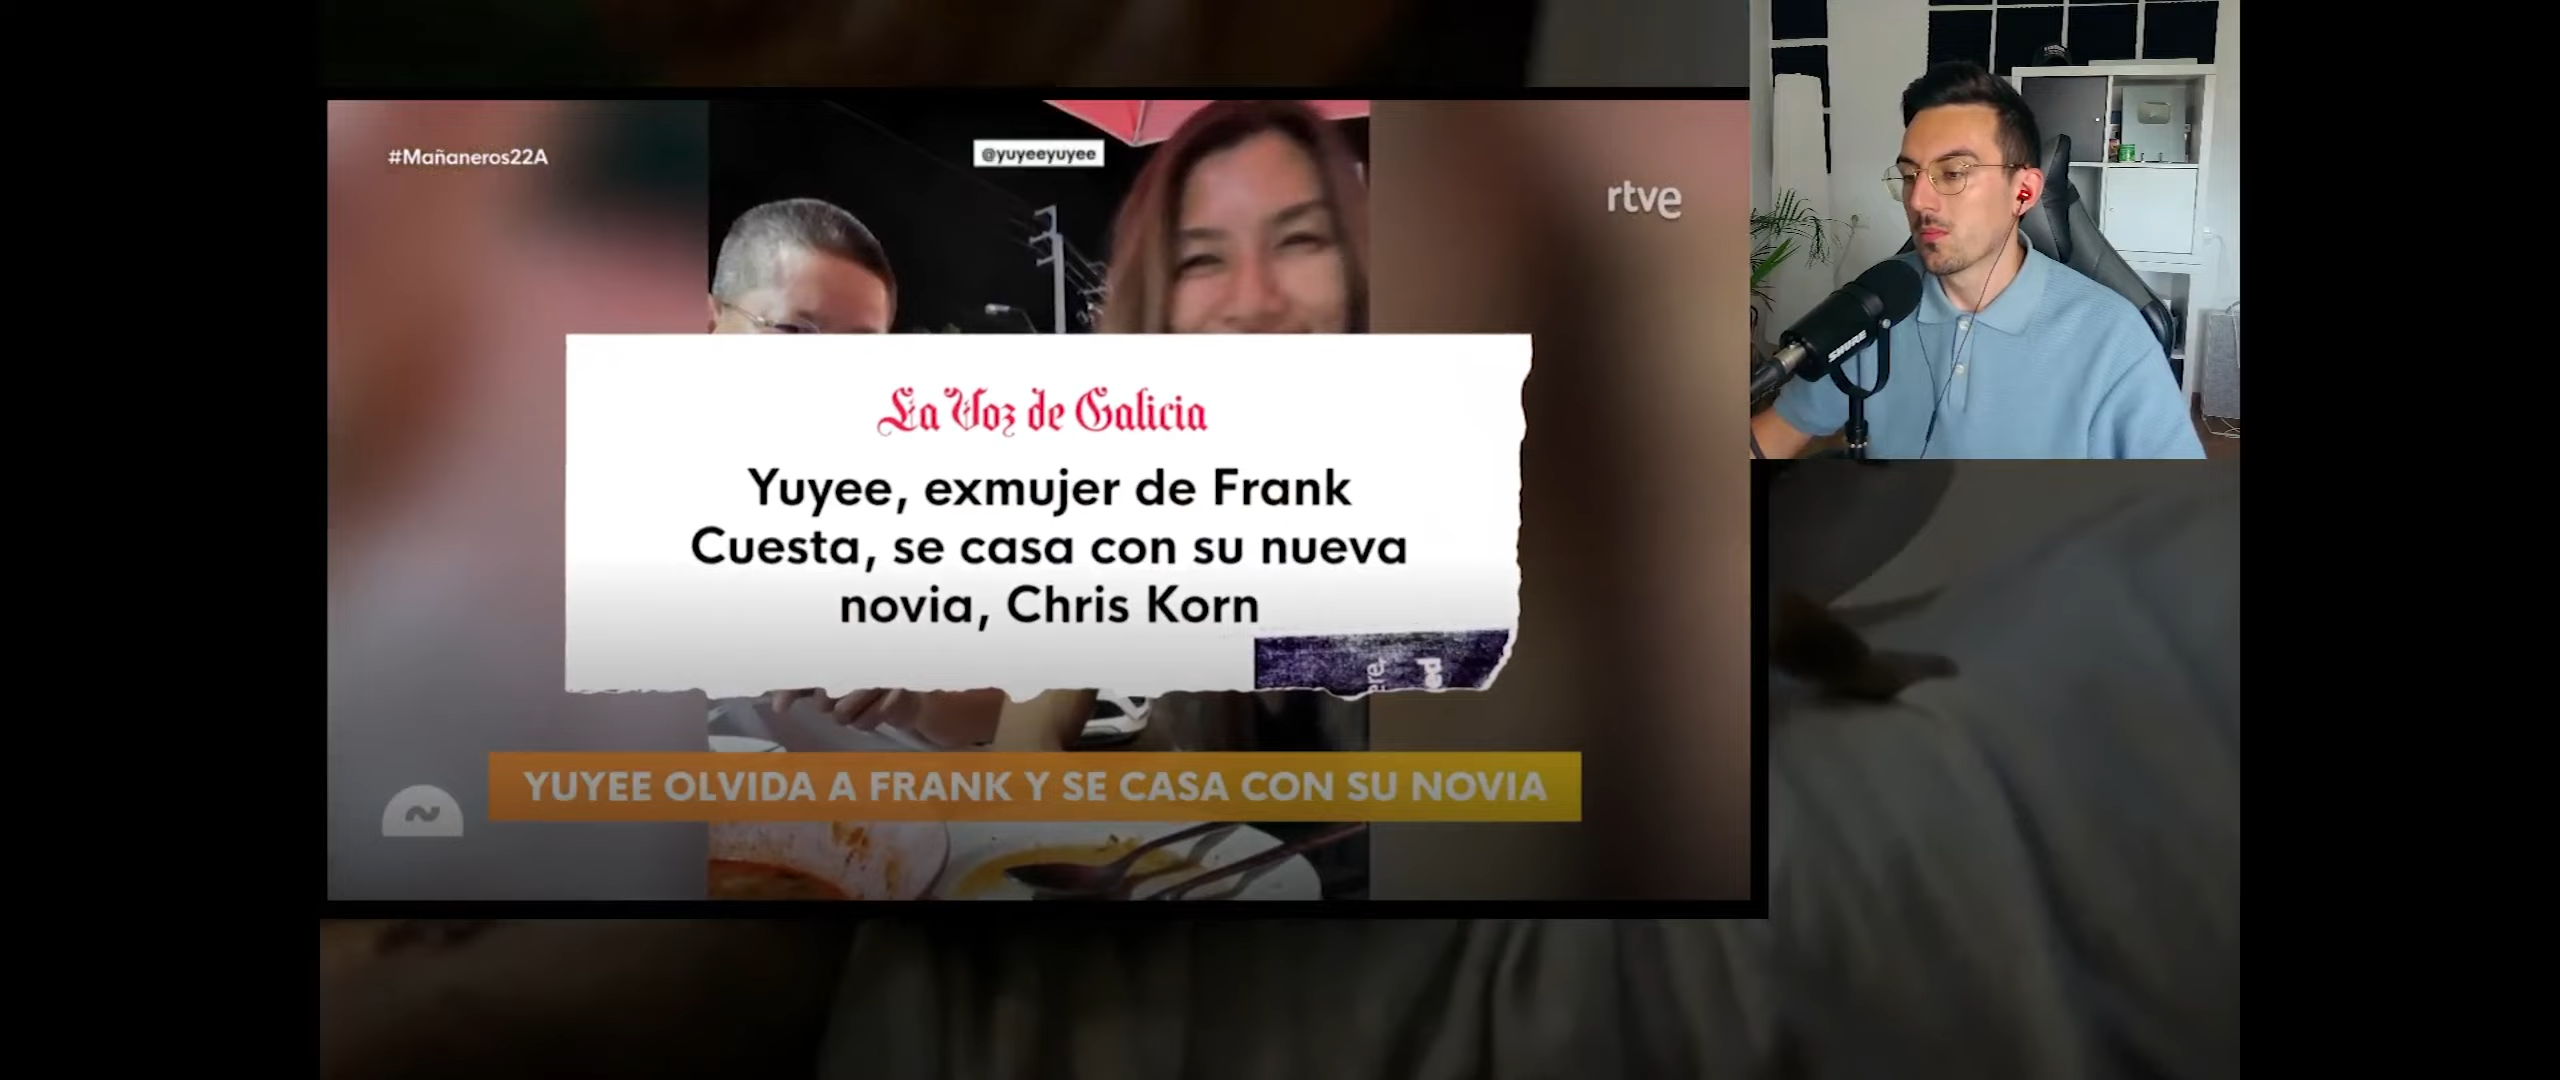 #Mañaneros22A
@yuyeeyuyee
rtve
La Voz de Galicia
Yuyee, exmujer de Frank
Cuesta, se casa con su nueva
novia, Chris Korn
YUYEE OLVIDA A FRANK Y SE CASA CON SU NOVIA
SHURE